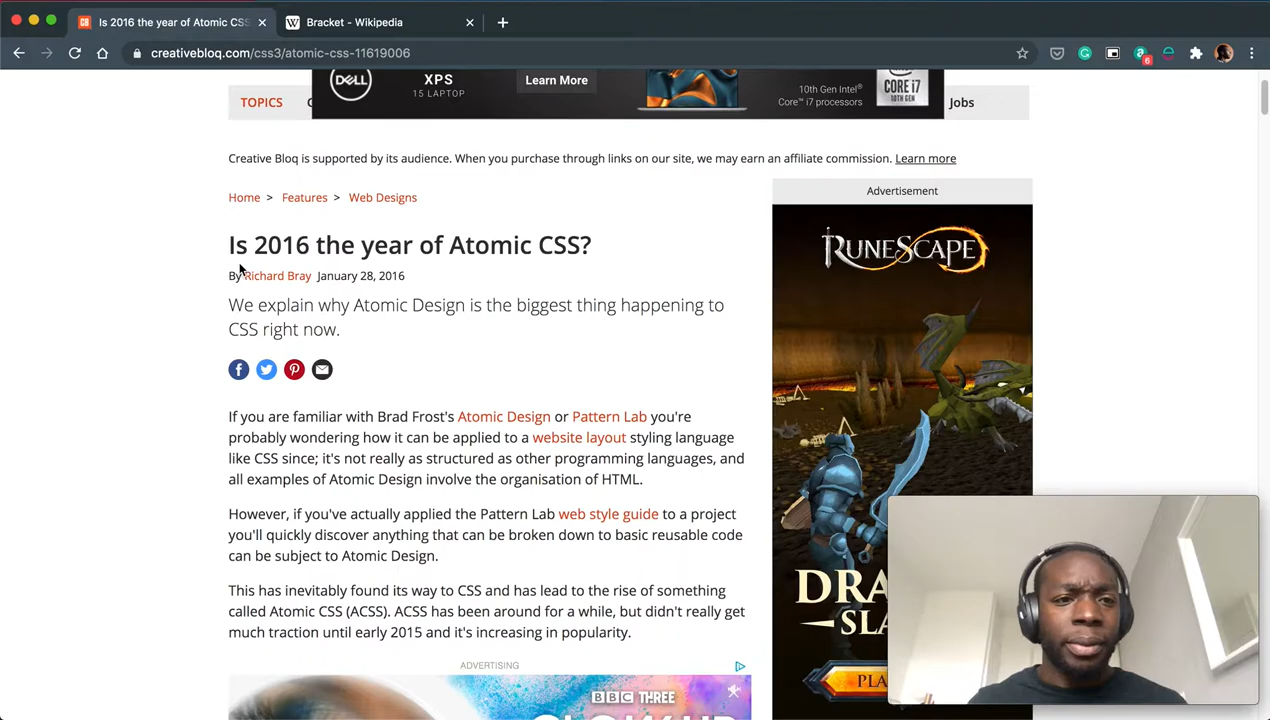 Is 2016 the year of Atomic CSS
Bracket - Wikipedia
creativebloq.com/css3/atomic-css-11619006
6
DELL
XPS
15 LAPTOP
Learn More
10th Gen Intel®
Core™ i7 processors
CORE i7
10th GEN
TOPICS
Jobs
Creative Bloq is supported by its audience. When you purchase through links on our site, we may earn an affiliate commission. Learn more
Home > Features > Web Designs
Advertisement
Is 2016 the year of Atomic CSS?
By Richard Bray January 28, 2016
We explain why Atomic Design is the biggest thing happening to
CSS right now.
If you are familiar with Brad Frost's Atomic Design or Pattern Lab you're
probably wondering how it can be applied to a website layout styling language
like CSS since; it's not really as structured as other programming languages, and
all examples of Atomic Design involve the organisation of HTML.
However, if you've actually applied the Pattern Lab web style guide to a project
you'll quickly discover anything that can be broken down to basic reusable code
can be subject to Atomic Design.
This has inevitably found its way to CSS and has lead to the rise of something
called Atomic CSS (ACSS). ACSS has been around for a while, but didn't really get
much traction until early 2015 and it's increasing in popularity.
ADVERTISING
BBC THREE
RUNESCAPE
DRA
SLA
PLA